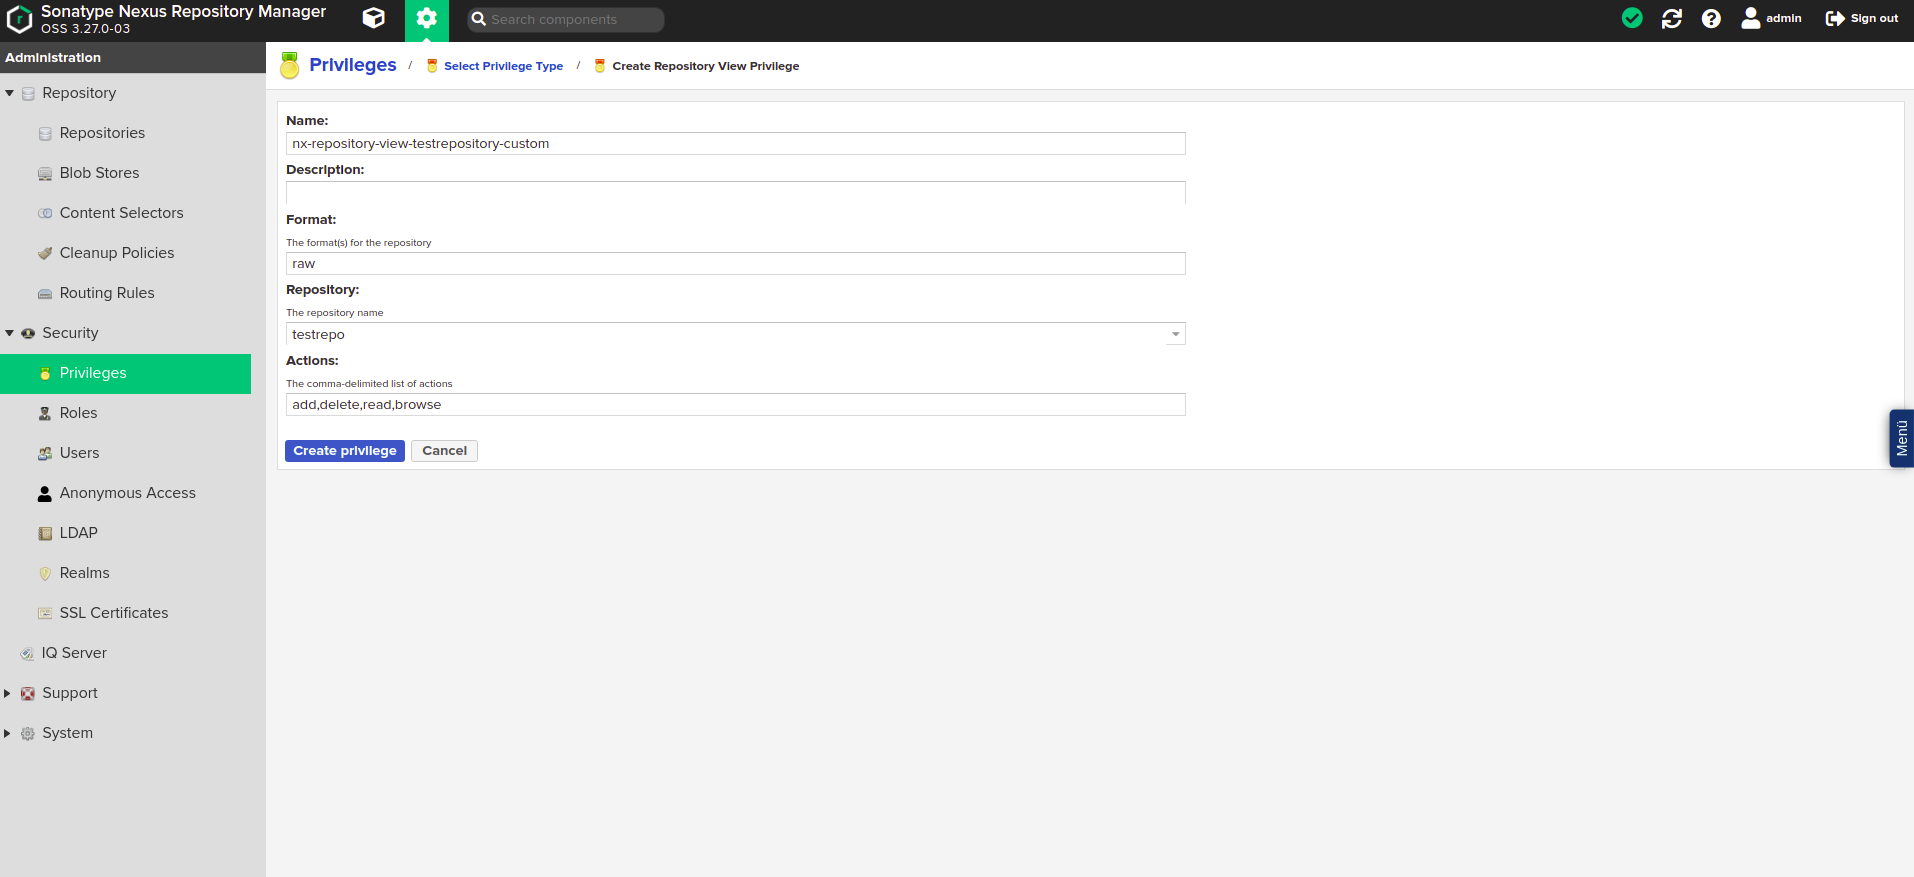 Sonatype Nexus Repository Manager
OSS 3.27.0-03
Search components
admin
Sign out
Administration
Repository
Repositories
Blob Stores
Content Selectors
Cleanup Policies
Routing Rules
Security
Privileges
Roles
Users
Anonymous Access
LDAP
Realms
SSL Certificates
IQ Server
Support
System
Privileges / Select Privilege Type / Create Repository View Privilege
Name:
nx-repository-view-testrepository-custom
Description:
Format:
The format(s) for the repository
raw
Repository:
The repository name
testrepo
Actions:
The comma-delimited list of actions
add,delete,read,browse
Create privilege
Cancel
Menü